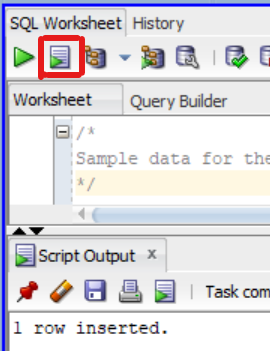 SQL Worksheet History
Worksheet Query Builder
/*
Sample data for the
*/
Script Output x
Task com
1 row inserted.